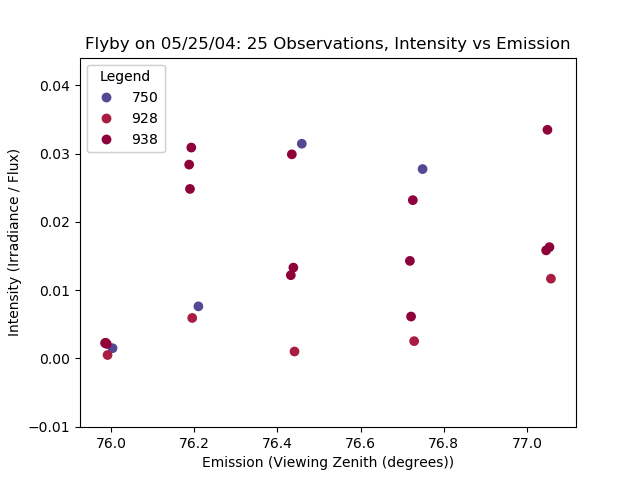 Flyby on 05/25/04: 25 Observations, Intensity vs Emission
Legend
750
928
938
0.04
0.03
0.02
0.01
0.00
−0.01
Intensity (Irradiance / Flux)
76.0 76.2 76.4 76.6 76.8 77.0
Emission (Viewing Zenith (degrees))